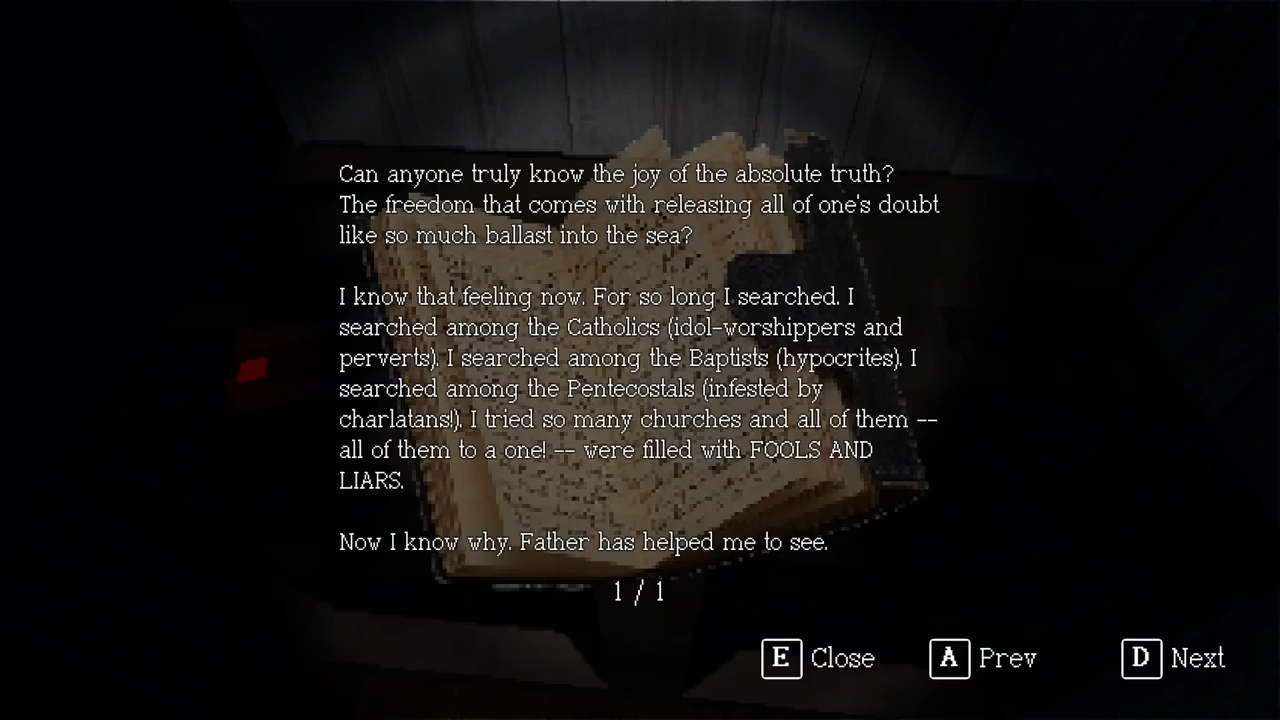 Can anyone truly know the joy of the absolute truth?
The freedom that comes with releasing all of one's doubt
like so much ballast into the sea?
I know that feeling now. For so long I searched. I
searched among the Catholics (idol-worshippers and
perverts). I searched among the Baptists (hypocrites). I
searched among the Pentecostals (infested by
charlatans!). I tried so many churches and all of them --
all of them to a one! -- were filled with FOOLS AND
LIARS.
Now I know why. Father has helped me to see.
1 / 1
E Close A Prev D Next